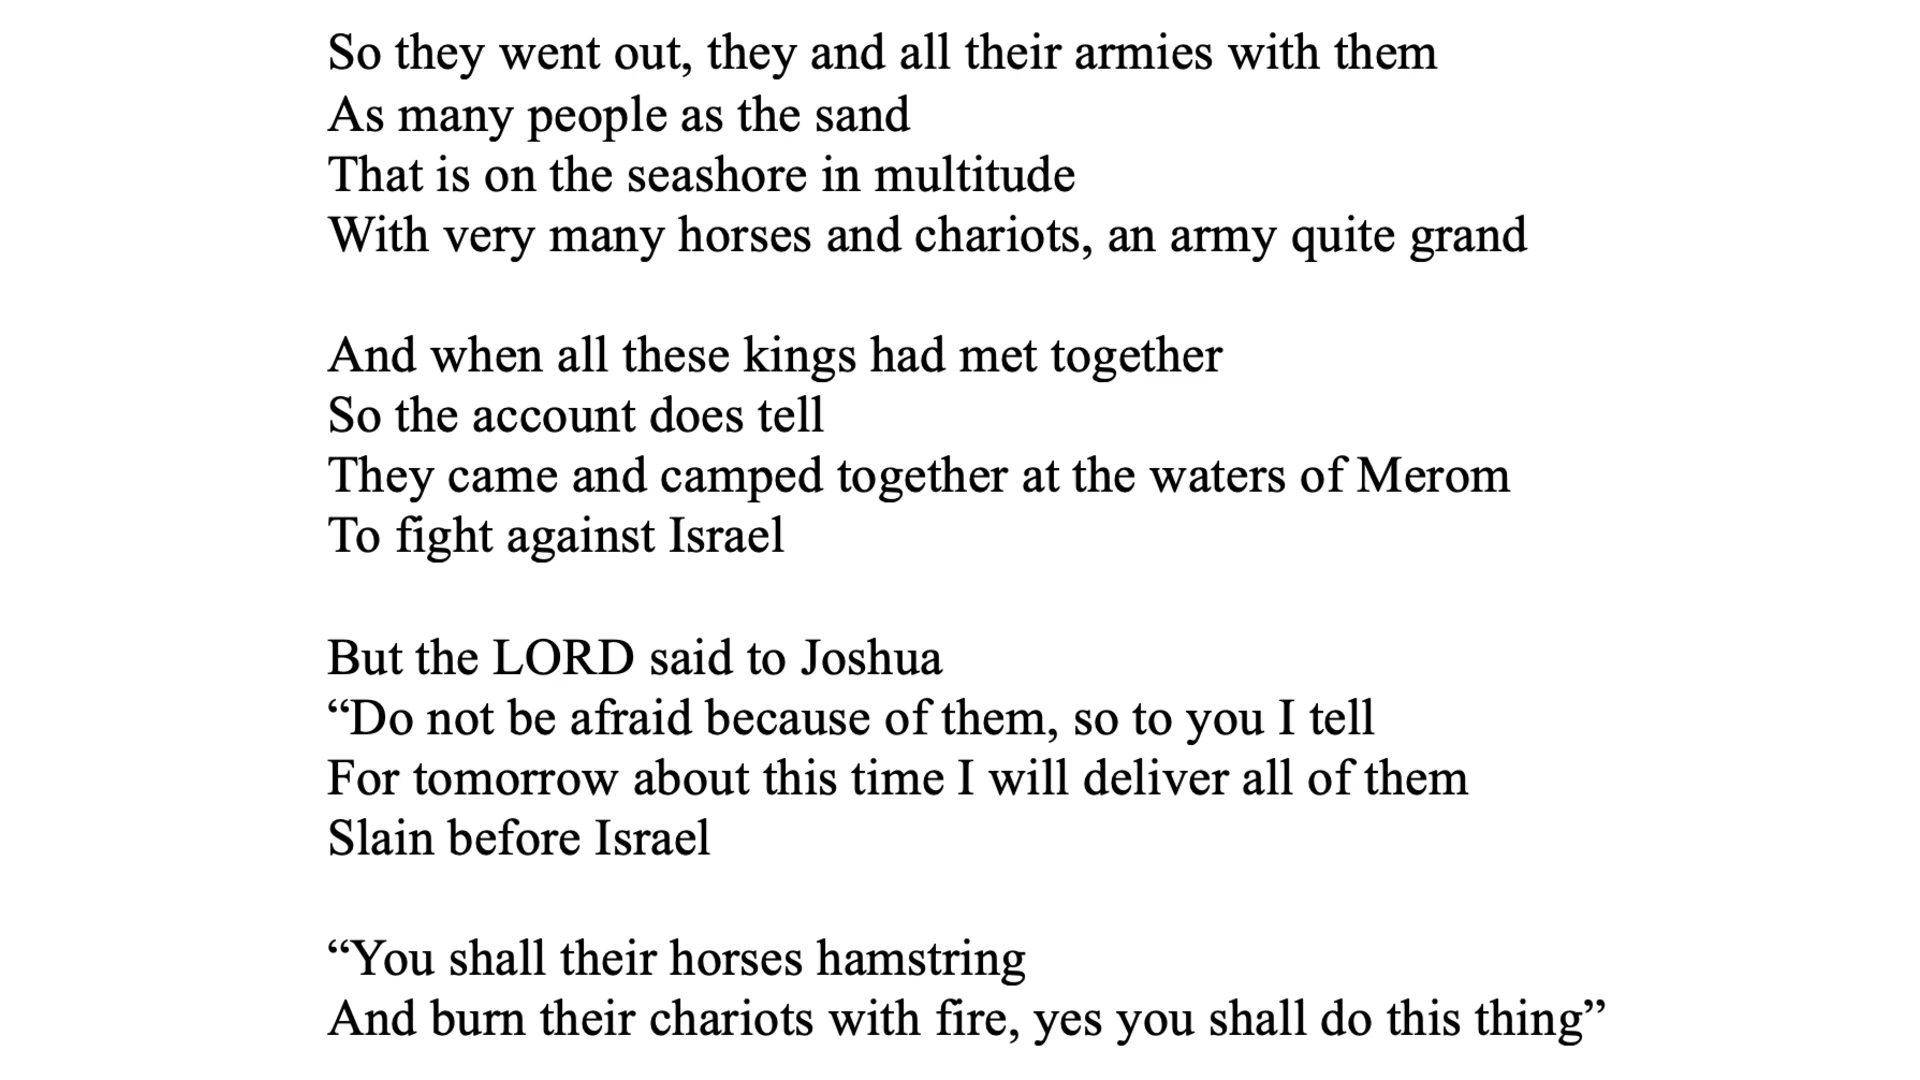 So they went out, they and all their armies with them
As many people as the sand
That is on the seashore in multitude
With very many horses and chariots, an army quite grand
And when all these kings had met together
So the account does tell
They came and camped together at the waters of Merom
To fight against Israel
But the LORD said to Joshua
“Do not be afraid because of them, so to you I tell
For tomorrow about this time I will deliver all of them
Slain before Israel
“You shall their horses hamstring
And burn their chariots with fire, yes you shall do this thing”